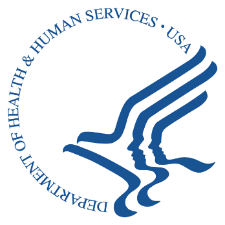 DEPARTMENT OF HEALTH & HUMAN SERVICES · USA